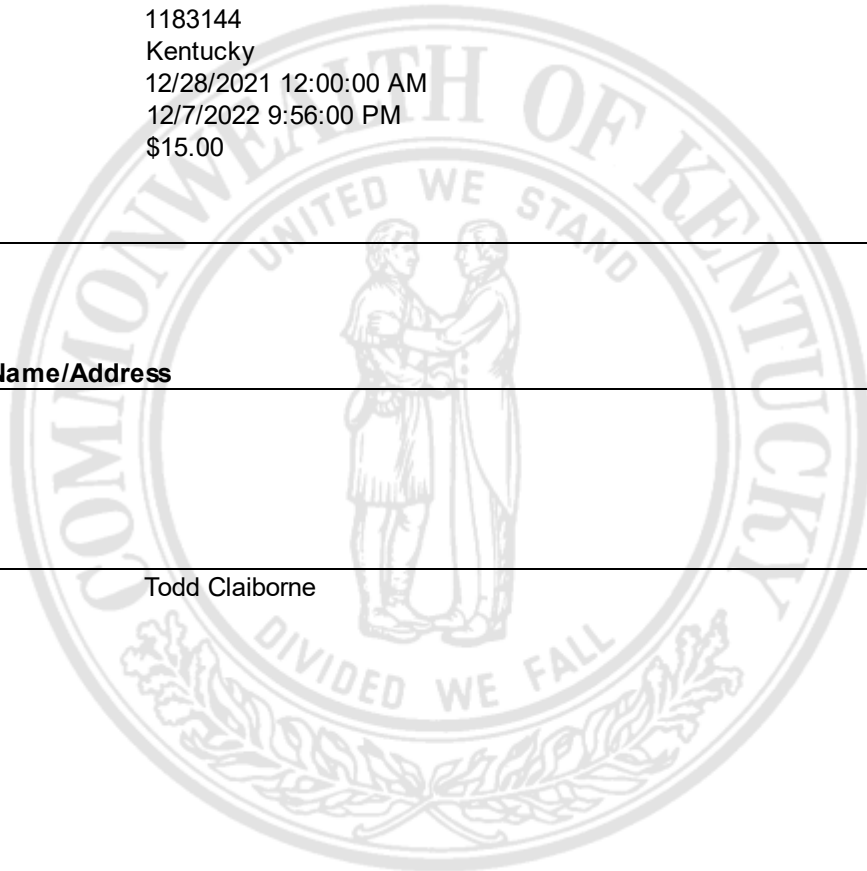 1183144
Kentucky
12/28/2021 12:00:00 AM
12/7/2022 9:56:00 PM
$15.00
COMMONWEALTH OF KENTUCKY
UNITED WE STAND
Name/Address
Todd Claiborne
DIVIDED WE FALL